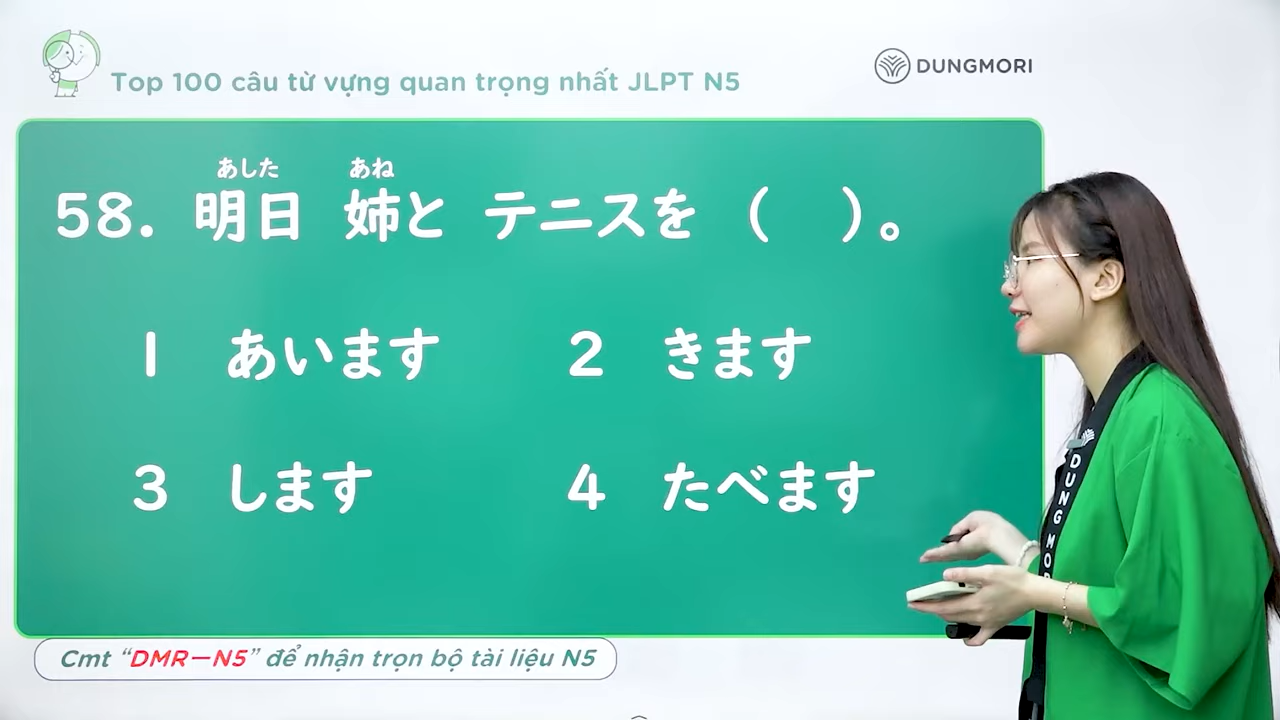 Top 100 câu từ vựng quan trọng nhất JLPT N5
DUNGMORI
あした あね
58. 明日 姉と テニスを ( )。
1 あいます 2 きます
3 します 4 たべます
Cmt “DMR–N5” để nhận trọn bộ tài liệu N5
DUNG MOR